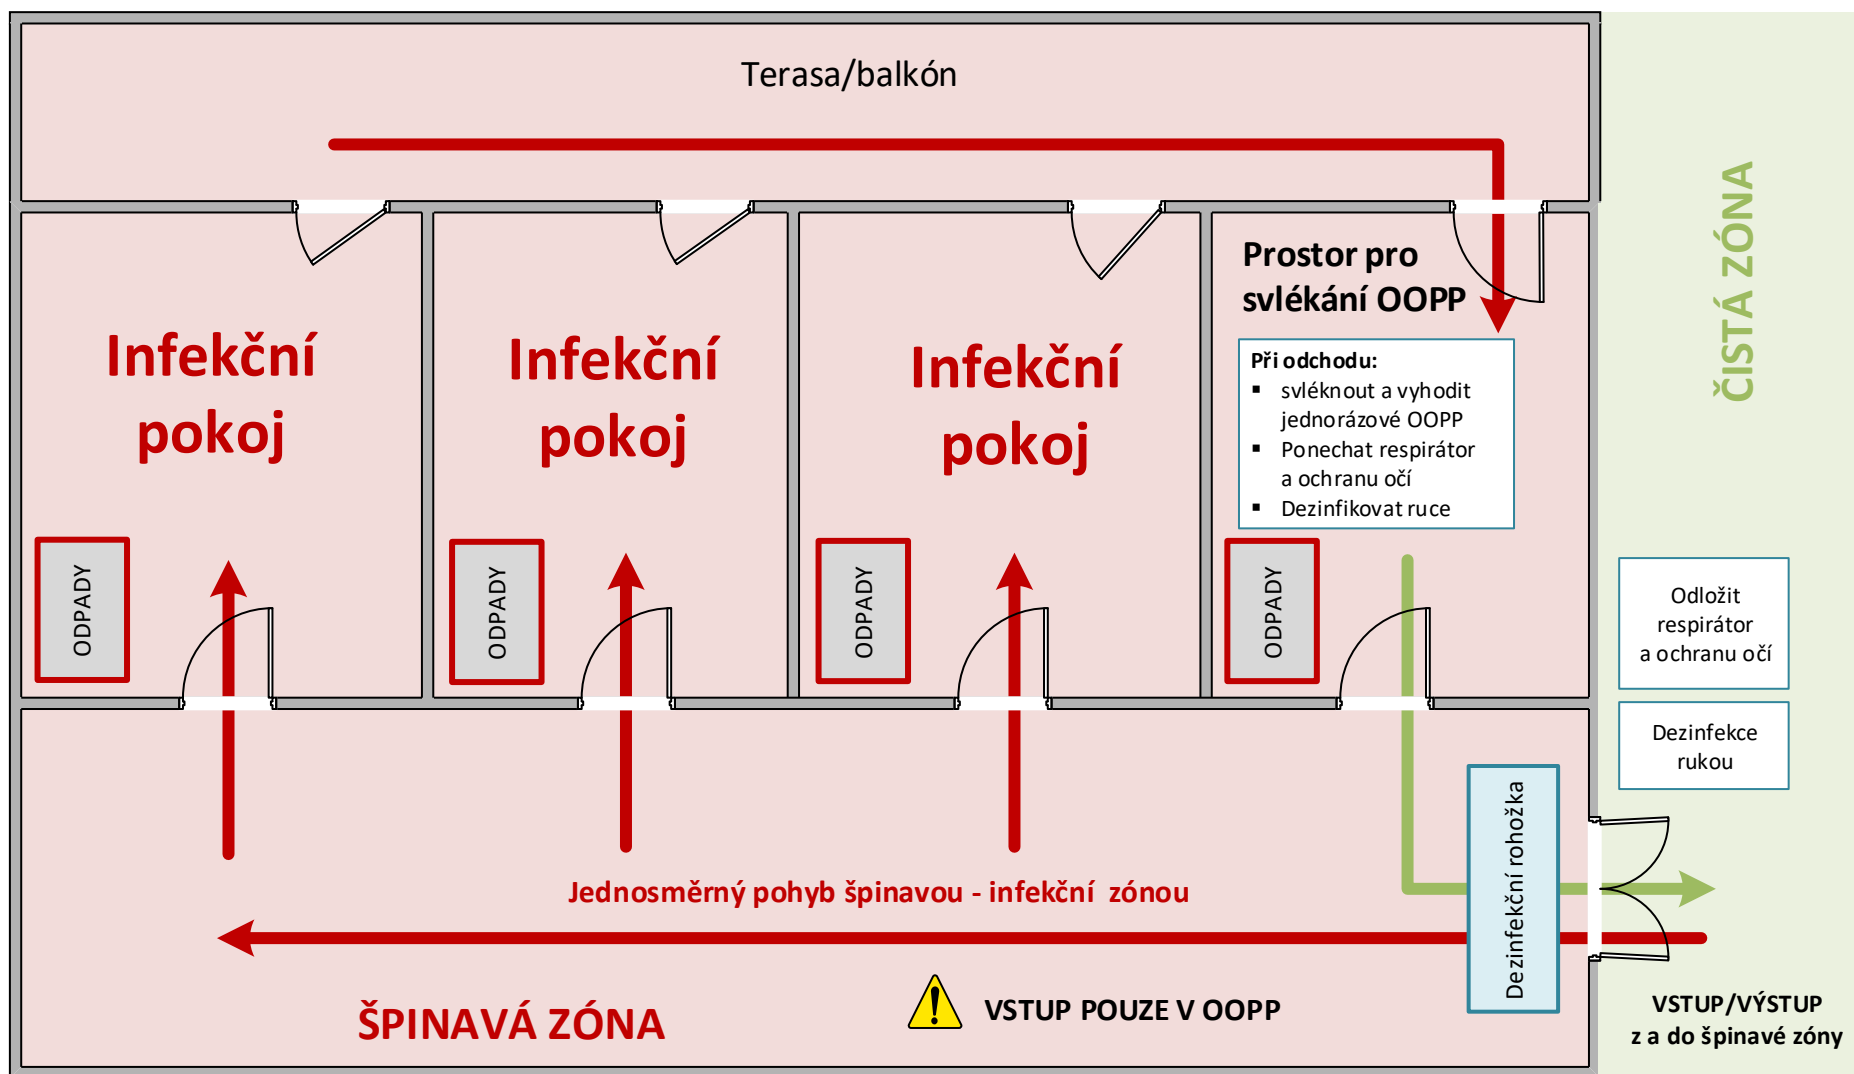 Terasa/balkón
Infekční
pokoj
Infekční
pokoj
Infekční
pokoj
Prostor pro
svlékání OOPP
Při odchodu:
▪ svléknout a vyhodit
jednorázové OOPP
▪ Ponechat respirátor
a ochranu očí
▪ Dezinfikovat ruce
ODPADY
ODPADY
ODPADY
ODPADY
ČISTÁ ZÓNA
Odložit
respirátor
a ochranu očí
Dezinfekce
rukou
Dezinfekční rohožka
Jednosměrný pohyb špinavou - infekční zónou
ŠPINAVÁ ZÓNA
VSTUP POUZE V OOPP
VSTUP/VÝSTUP
z a do špinavé zóny